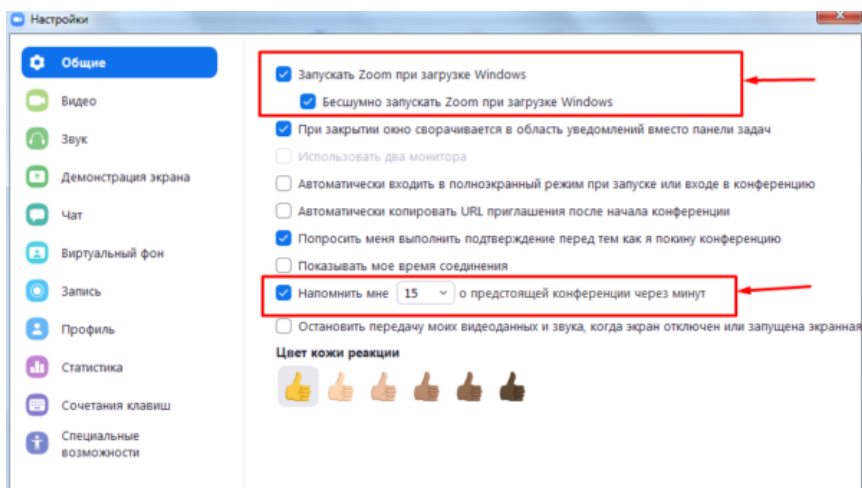 Настройки
Общие
Видео
Звук
Демонстрация экрана
Чат
Виртуальный фон
Запись
Профиль
Статистика
Сочетания клавиш
Специальные
возможности
Запускать Zoom при загрузке Windows
Бесшумно запускать Zoom при загрузке Windows
При закрытии окно сворачивается в область уведомлений вместо панели задач
Использовать два монитора
Автоматически входить в полноэкранный режим при запуске или входе в конференцию
Автоматически копировать URL приглашения после начала конференции
Попросить меня выполнить подтверждение перед тем как я покину конференцию
Показывать мое время соединения
Напомнить мне 15 о предстоящей конференции через минут
Остановить передачу моих видеоданных и звука, когда экран отключен или запущена экранная
Цвет кожи реакции